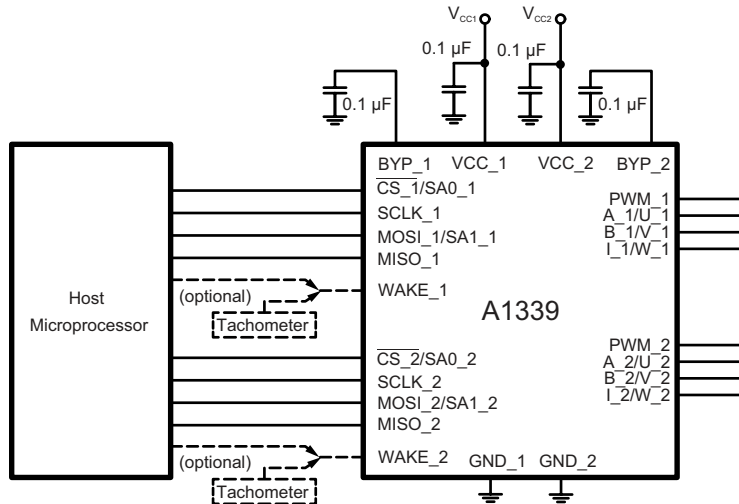 V_CC1 V_CC2
0.1 µF 0.1 µF
0.1 µF 0.1 µF
BYP_1 VCC_1 VCC_2 BYP_2
CS_1/SA0_1
SCLK_1
MOSI_1/SA1_1
MISO_1
(optional)
WAKE_1
Tachometer
Host
Microprocessor
A1339
PWM_1
A_1/U_1
B_1/V_1
I_1/W_1
CS_2/SA0_2
SCLK_2
MOSI_2/SA1_2
MISO_2
(optional)
WAKE_2
Tachometer
PWM_2
A_2/U_2
B_2/V_2
I_2/W_2
GND_1 GND_2